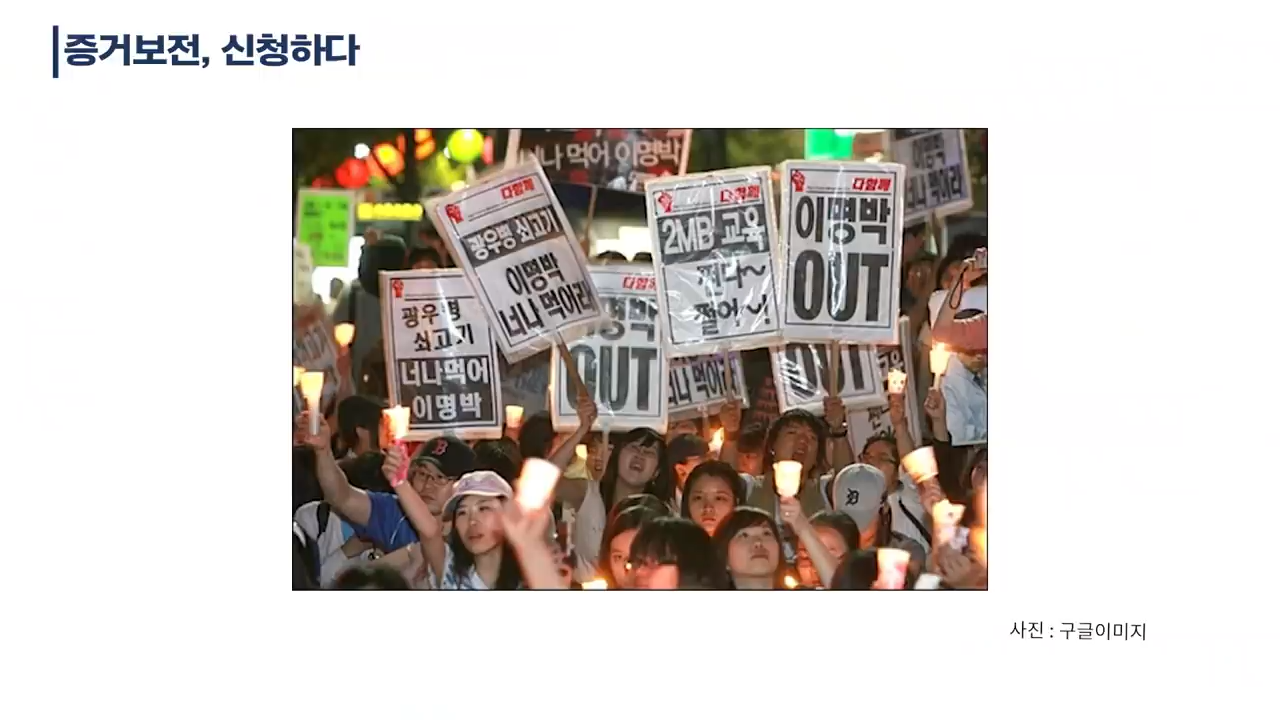 증거보전, 신청하다
너나 먹어 이명박
다함께
광우병 쇠고기
이명박
너나 먹어라
다함께
2MB 교육
다함께
이명박
OUT
이명박
너나 먹어라
광우병
쇠고기
너나 먹어
이명박
다함께
OUT
너나 먹어라
OUT
사진 : 구글이미지